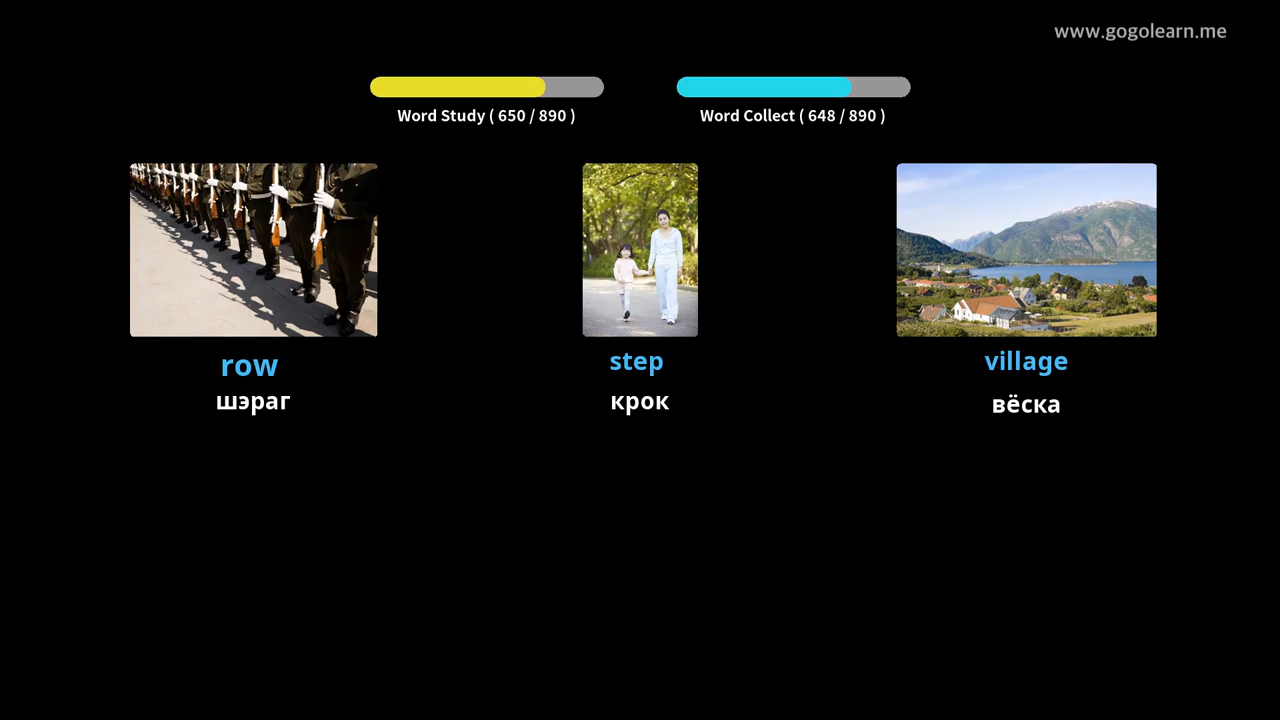 www.gogolearn.me
Word Study ( 650 / 890 )
Word Collect ( 648 / 890 )
row
step
village
шэраг
крок
вёска